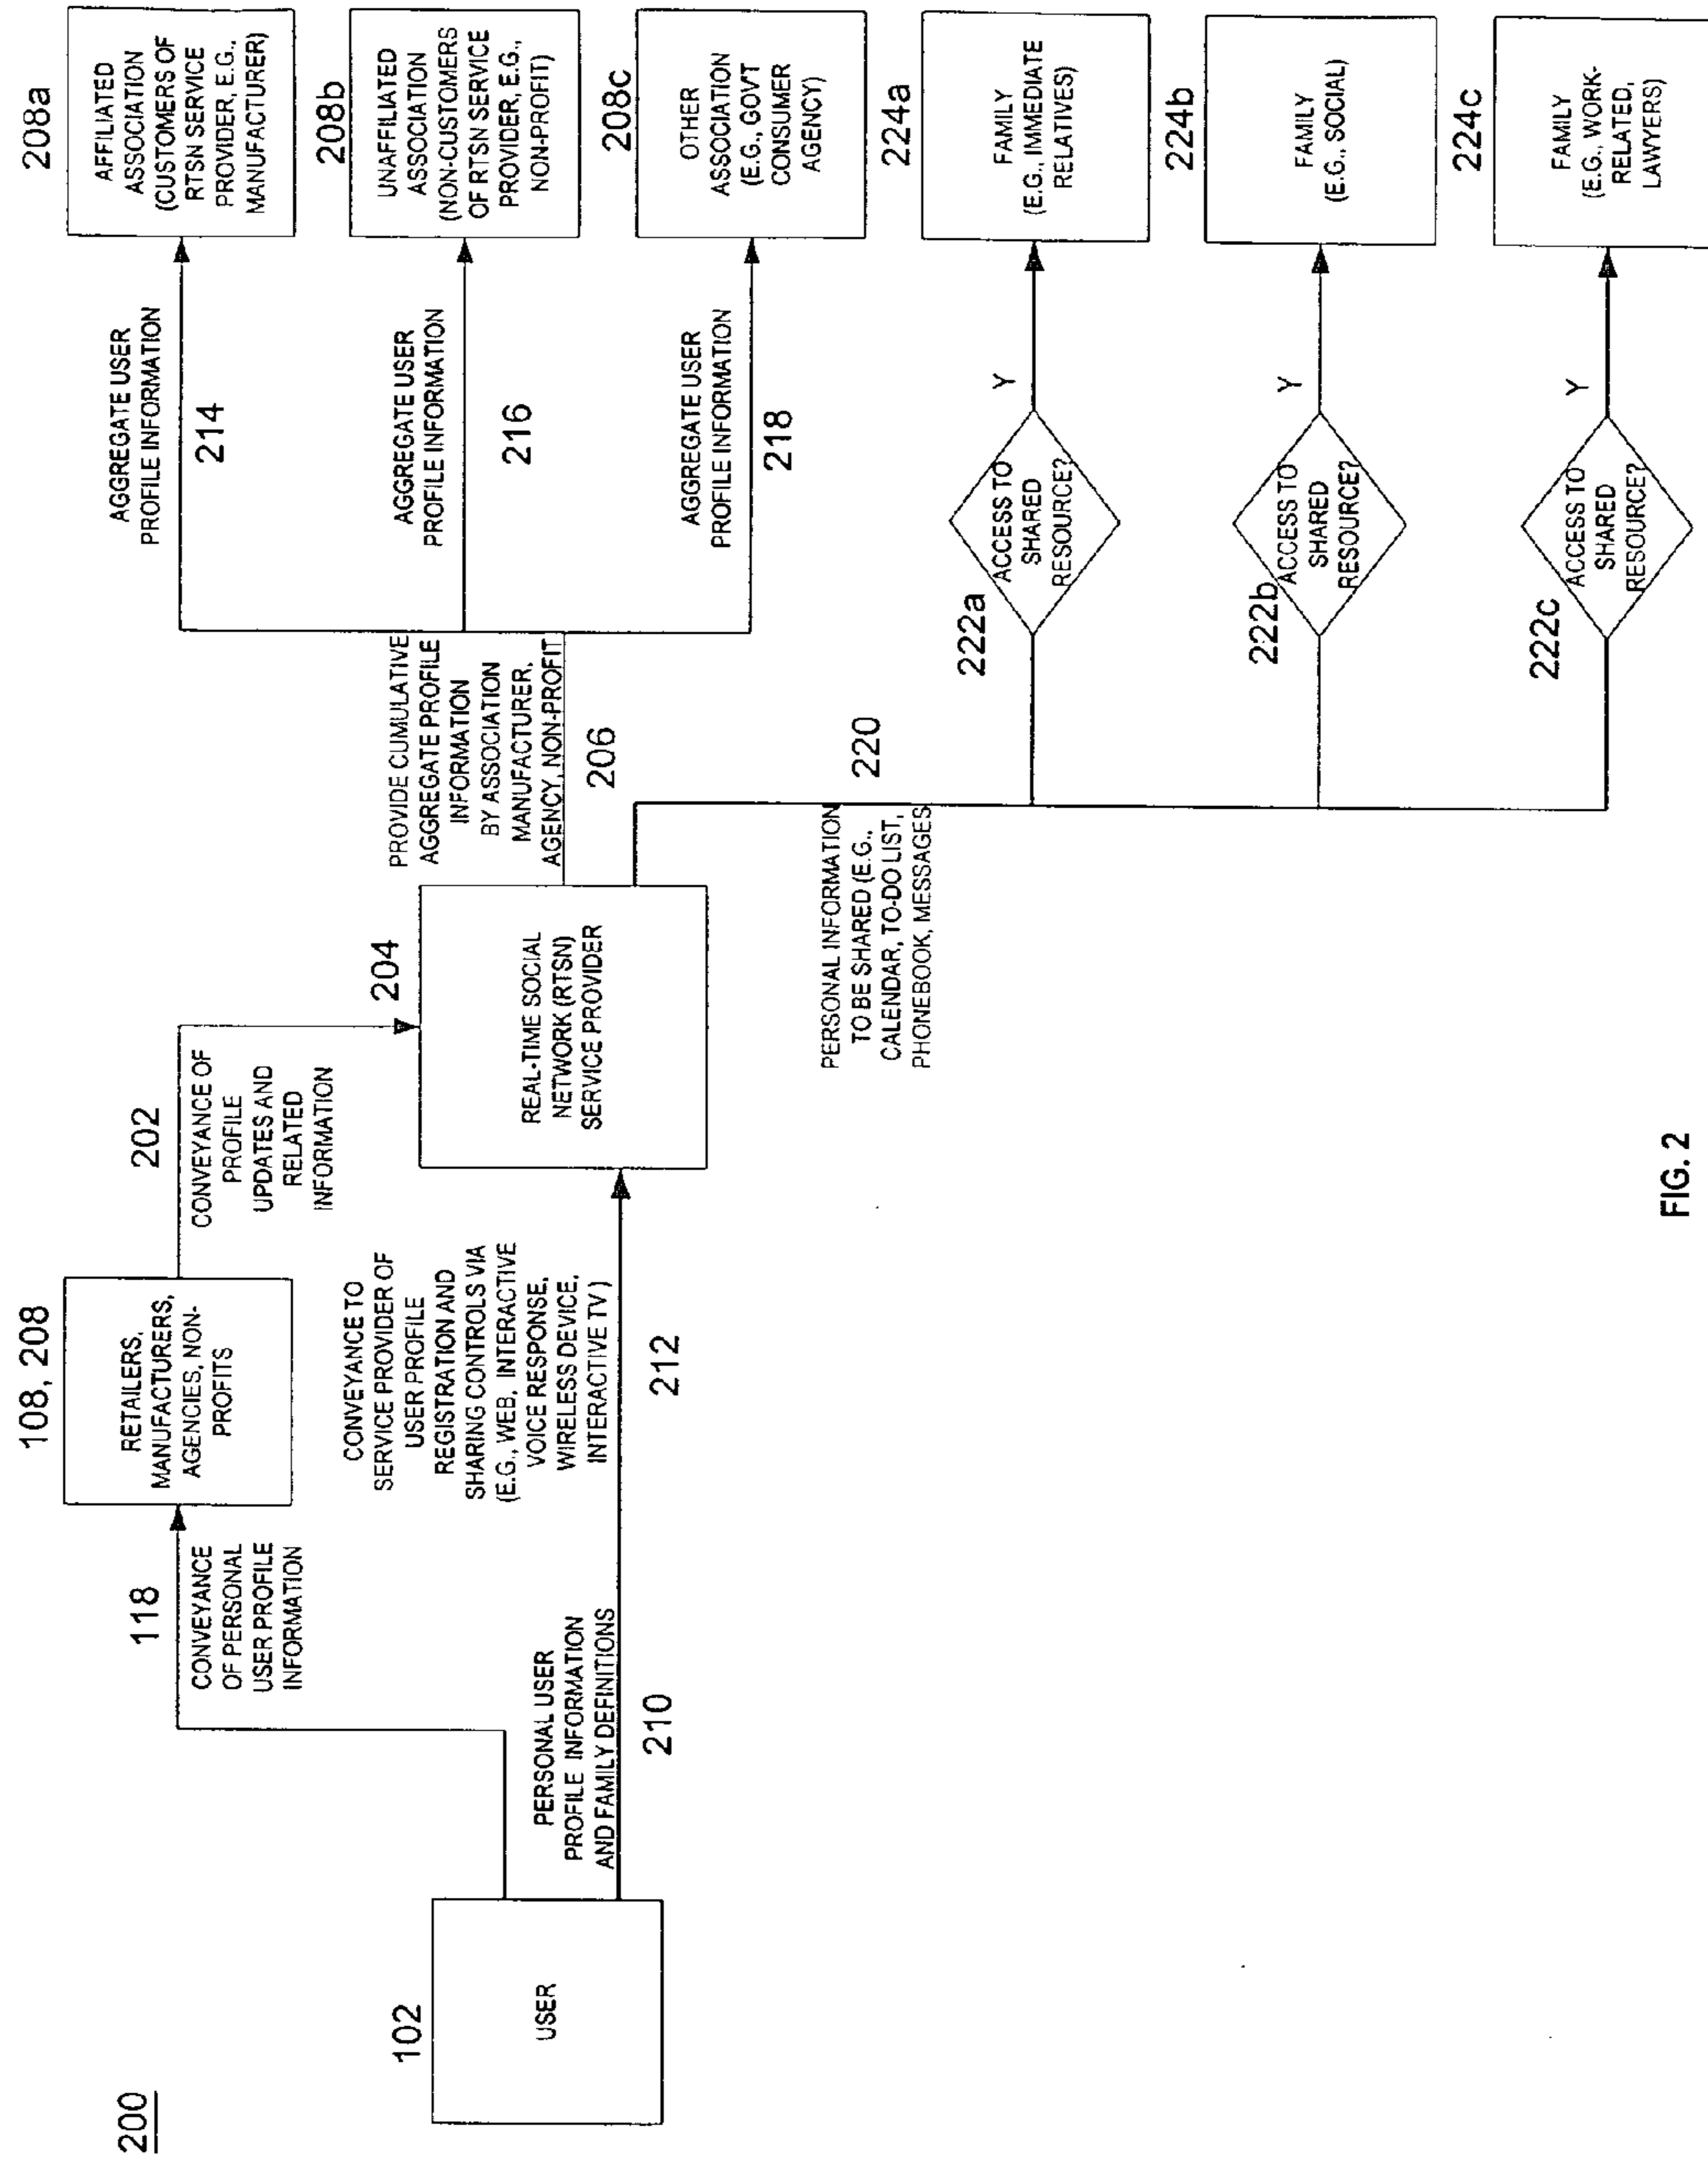 200
102
USER
118
CONVEYANCE
OF PERSONAL
USER PROFILE
INFORMATION
PERSONAL USER
PROFILE INFORMATION
AND FAMILY DEFINITIONS
210
108, 208
RETAILERS,
MANUFACTURERS,
AGENCIES, NON-
PROFITS
CONVEYANCE TO
SERVICE PROVIDER OF
USER PROFILE
REGISTRATION AND
SHARING CONTROLS VIA
(E.G., WEB, INTERACTIVE
VOICE RESPONSE,
WIRELESS DEVICE,
INTERACTIVE TV)
212
202
CONVEYANCE OF
PROFILE
UPDATES AND
RELATED
INFORMATION
204
REAL-TIME SOCIAL
NETWORK (RTSN)
SERVICE PROVIDER
PROVIDE CUMULATIVE
AGGREGATE PROFILE
INFORMATION
BY ASSOCIATION
MANUFACTURER,
AGENCY, NON-PROFIT
206
220
PERSONAL INFORMATION
TO BE SHARED (E.G.,
CALENDAR, TO-DO LIST,
PHONEBOOK, MESSAGES
AGGREGATE USER
PROFILE INFORMATION
214
AGGREGATE USER
PROFILE INFORMATION
216
AGGREGATE USER
PROFILE INFORMATION
218
222a
ACCESS TO
SHARED
RESOURCE?
Y
222b
ACCESS TO
SHARED
RESOURCE?
Y
222c
ACCESS TO
SHARED
RESOURCE?
Y
208a
AFFILIATED
ASSOCIATION
(CUSTOMERS OF
RTSN SERVICE
PROVIDER, E.G.,
MANUFACTURER)
208b
UNAFFILIATED
ASSOCIATION
(NON-CUSTOMERS
OF RTSN SERVICE
PROVIDER, E.G.,
NON-PROFIT)
208c
OTHER
ASSOCIATION
(E.G., GOVT
CONSUMER
AGENCY)
224a
FAMILY
(E.G., IMMEDIATE
RELATIVES)
224b
FAMILY
(E.G., SOCIAL)
224c
FAMILY
(E.G., WORK-
RELATED,
LAWYERS)
FIG. 2